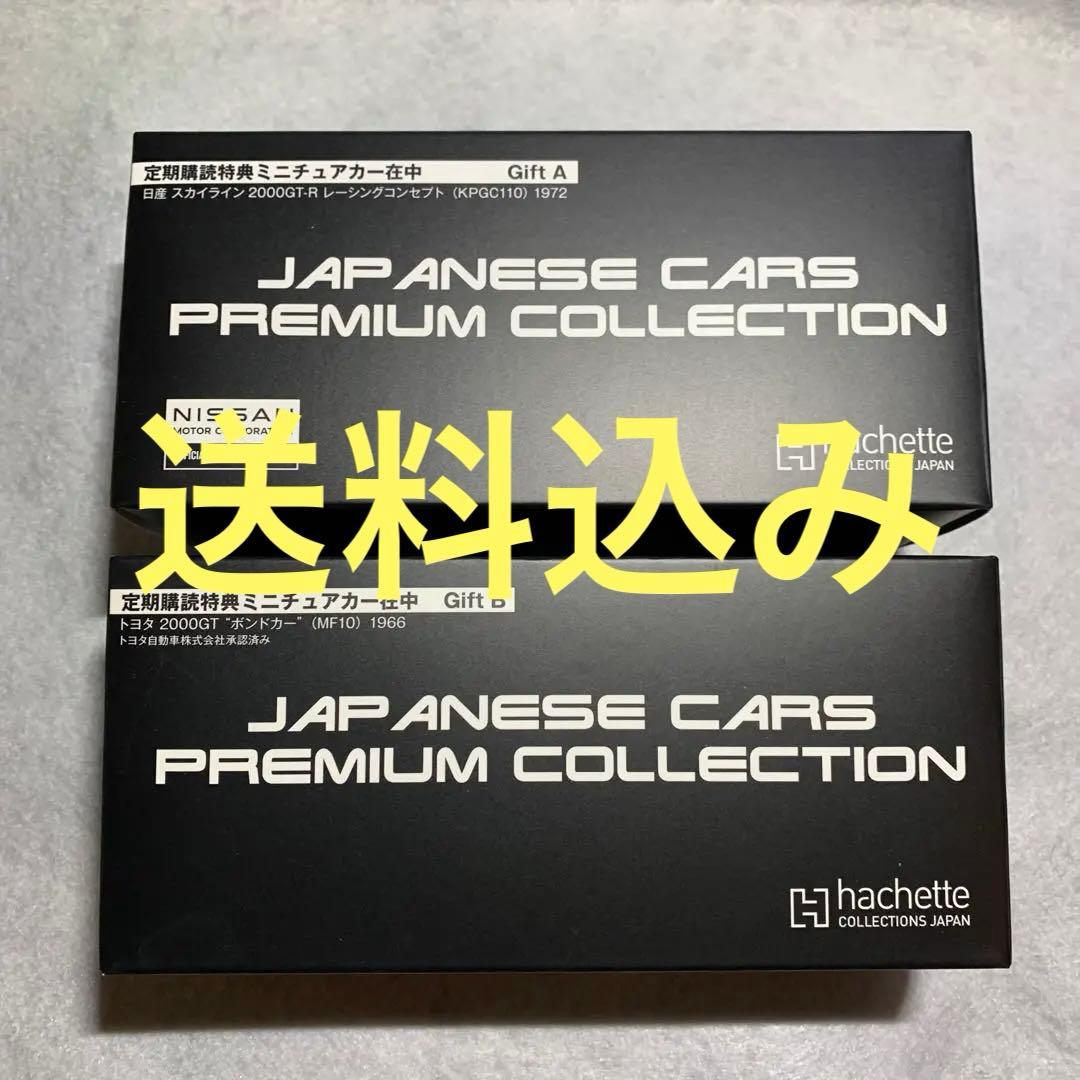 定期購読特典ミニチュアカー在中 Gift A
日産 スカイライン 2000GT-R レーシングコンセプト（KPGC110）1972
JAPANESE CARS
PREMIUM COLLECTION
NISSAN
MOTOR CORPORATION
hachette
COLLECTIONS JAPAN
送料込み
定期購読特典ミニチュアカー在中 Gift B
トヨタ 2000GT “ボンドカー”（MF10）1966
トヨタ自動車株式会社承認済み
JAPANESE CARS
PREMIUM COLLECTION
hachette
COLLECTIONS JAPAN